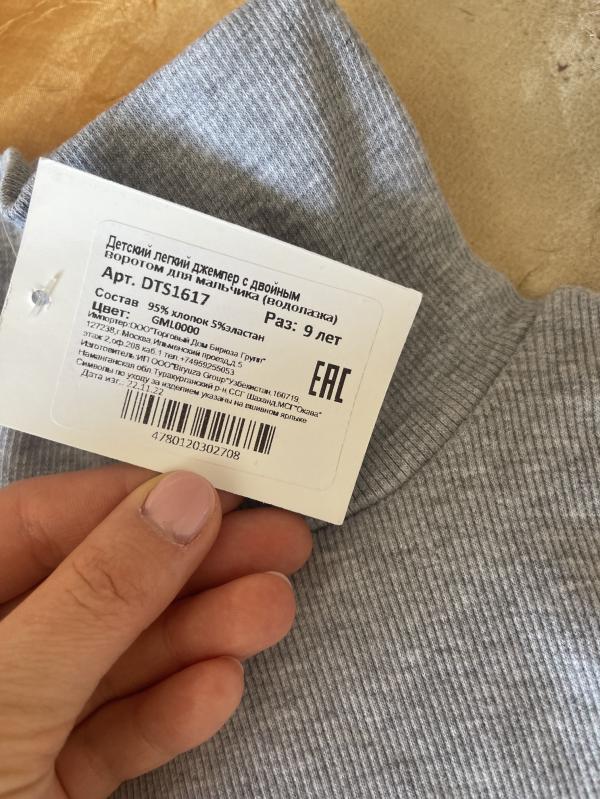 Детский легкий джемпер с двойным
воротом для мальчика (водолазка)
Арт. DTS1617
Раз: 9 лет
Состав 95% хлопок 5%эластан
Цвет: GML0000
Импортер:ООО"Торговый Дом Бирюза Групп"
127238,г.Москва,Ильменский проезд,д.5
этаж 2,оф.208 каб.1 тел.+74959255053
Изготовитель:ИП ООО"Biryuza Group"Узбекистан,160719,
Наманганская обл.Туракурганский р-н,ССГ Шаханд,МСГ"Окава"
Символы по уходу за изделием указаны на вшивном ярлыке
Дата изг.: 22.11.22
EAC
4780120302708